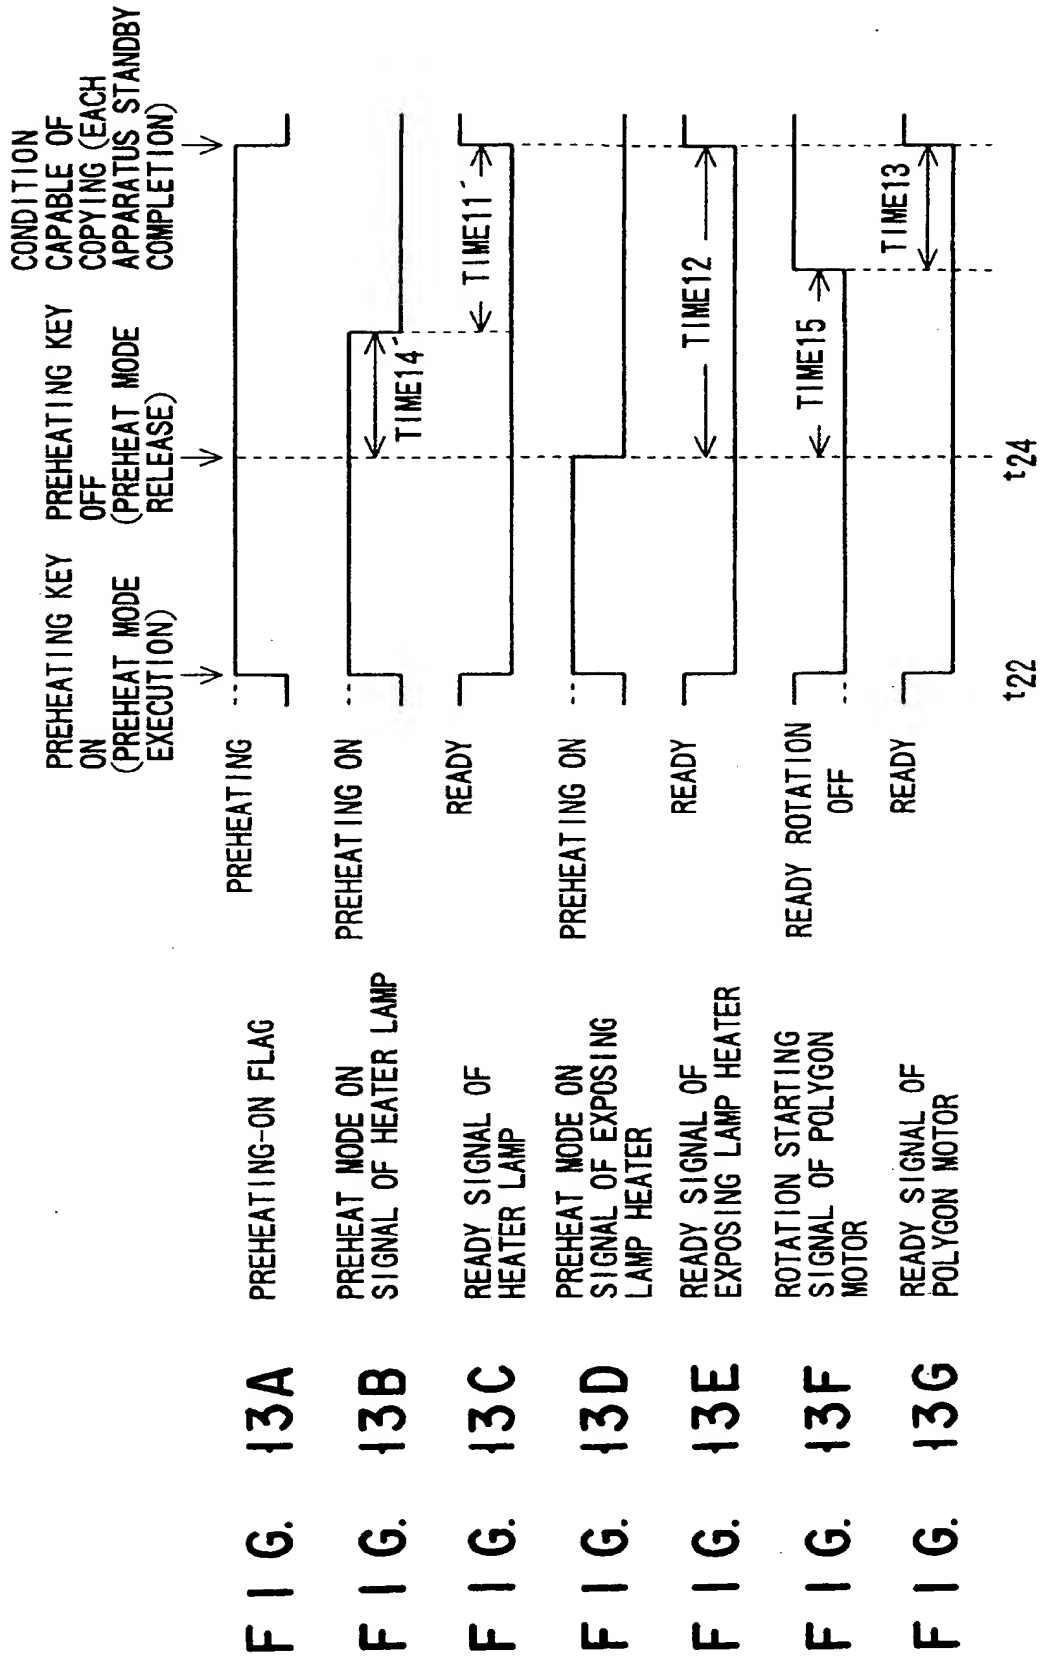 CONDITION
CAPABLE OF
COPYING (EACH
APPARATUS STANDBY
COMPLETION)
PREHEATING KEY
OFF
(PREHEAT MODE
RELEASE)
PREHEATING KEY
ON
(PREHEAT MODE
EXECUTION)
FIG. 13A
PREHEATING-ON FLAG
PREHEATING
FIG. 13B
PREHEAT MODE ON
SIGNAL OF HEATER LAMP
PREHEATING ON
TIME14´
FIG. 13C
READY SIGNAL OF
HEATER LAMP
READY
TIME11´
FIG. 13D
PREHEAT MODE ON
SIGNAL OF EXPOSING
LAMP HEATER
PREHEATING ON
FIG. 13E
READY SIGNAL OF
EXPOSING LAMP HEATER
READY
TIME12
FIG. 13F
ROTATION STARTING
SIGNAL OF POLYGON
MOTOR
READY ROTATION
OFF
TIME15
FIG. 13G
READY SIGNAL OF
POLYGON MOTOR
READY
TIME13
t22
t24